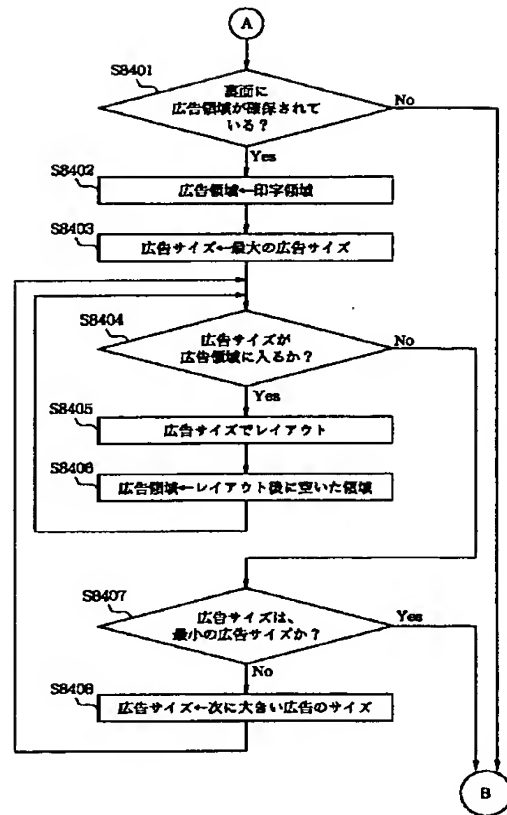 A
S8401
裏面に
広告領域が確保されて
いる？
No
Yes
S8402
広告領域←印字領域
S8403
広告サイズ←最大の広告サイズ
S8404
広告サイズが
広告領域に入るか？
No
Yes
S8405
広告サイズでレイアウト
S8406
広告領域←レイアウト後に空いた領域
S8407
広告サイズは、
最小の広告サイズか？
Yes
No
S8408
広告サイズ←次に大きい広告のサイズ
B